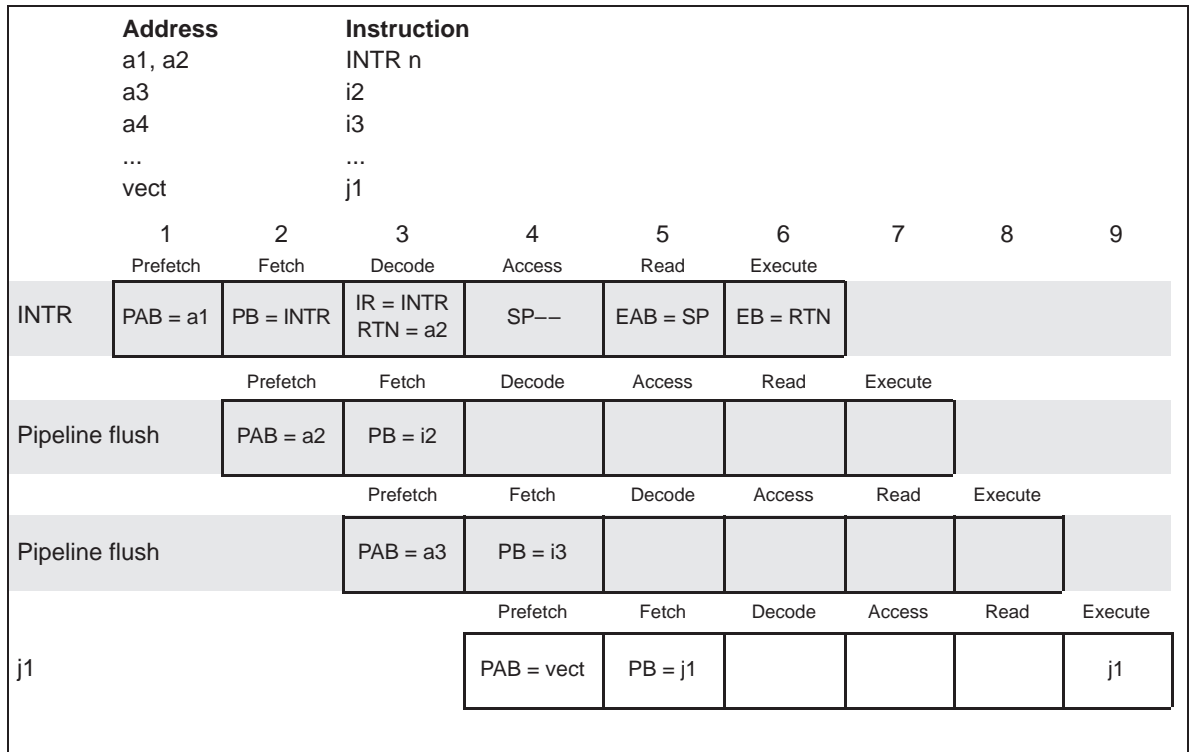 Address Instruction
a1, a2 INTR n
a3 i2
a4 i3
... ...
vect j1
1 2 3 4 5 6 7 8 9
Prefetch Fetch Decode Access Read Execute
INTR PAB = a1 PB = INTR IR = INTR RTN = a2 SP−− EAB = SP EB = RTN
Prefetch Fetch Decode Access Read Execute
Pipeline flush PAB = a2 PB = i2
Prefetch Fetch Decode Access Read Execute
Pipeline flush PAB = a3 PB = i3
Prefetch Fetch Decode Access Read Execute
j1 PAB = vect PB = j1 j1